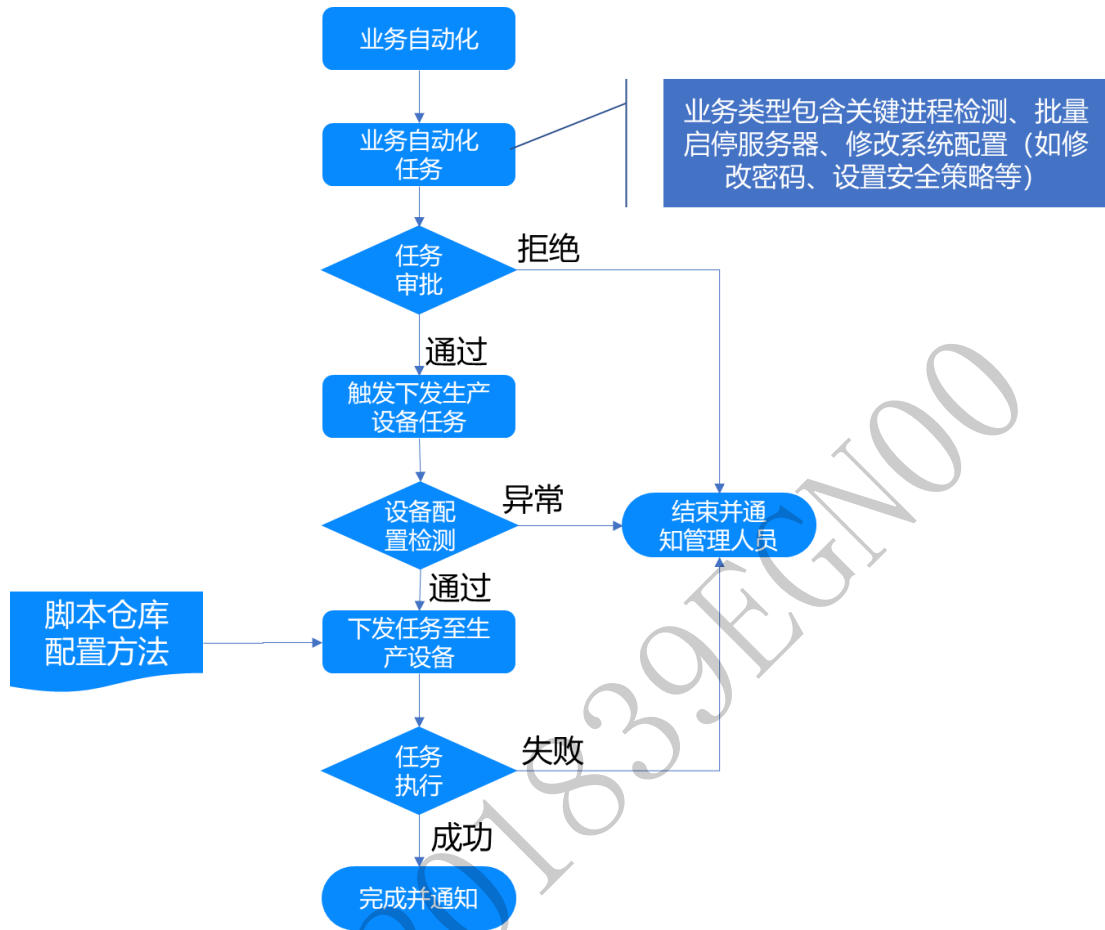 业务自动化
业务自动化
任务
业务类型包含关键进程检测、批量
启停服务器、修改系统配置（如修
改密码、设置安全策略等）
任务
审批
拒绝
通过
触发下发生产
设备任务
设备配
置检测
异常
结束并通
知管理人员
通过
脚本仓库
配置方法
下发任务至生
产设备
任务
执行
失败
成功
完成并通知
201839EGN00